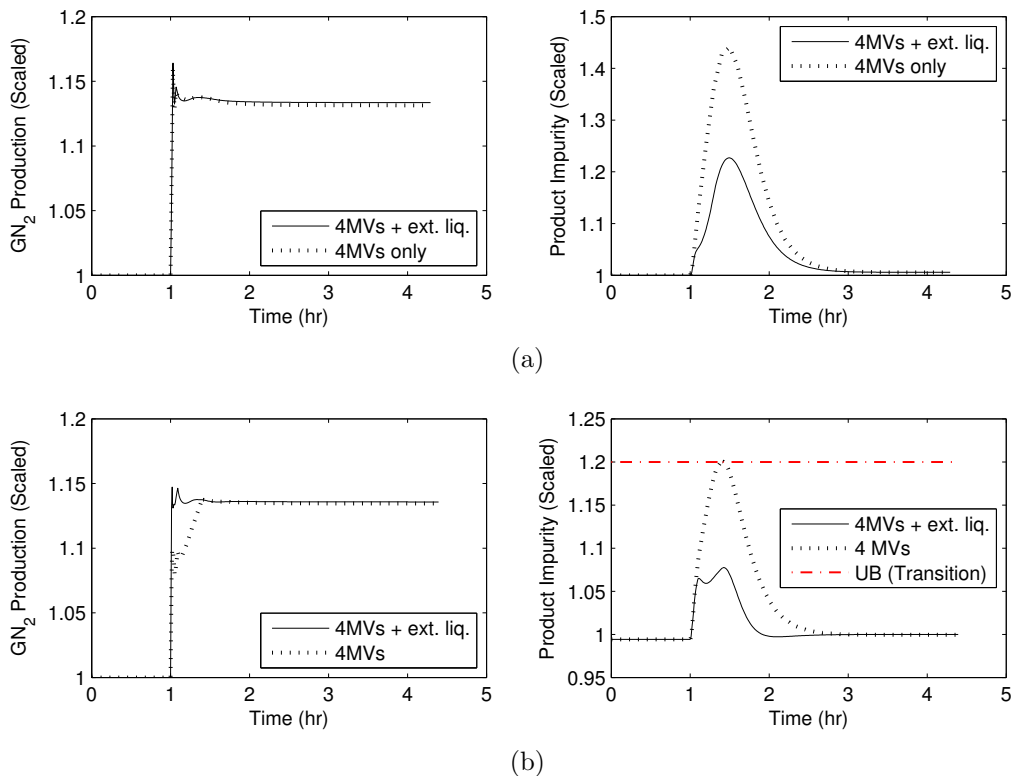 1.2
1.15
1.1
1.05
1
GN2 Production (Scaled)
4MVs + ext. liq.
4MVs only
0 1 2 3 4 5
Time (hr)
1.5
1.4
1.3
1.2
1.1
1
Product Impurity (Scaled)
4MVs + ext. liq.
4MVs only
0 1 2 3 4 5
Time (hr)
(a)
1.2
1.15
1.1
1.05
1
GN2 Production (Scaled)
4MVs + ext. liq.
4MVs
0 1 2 3 4 5
Time (hr)
1.25
1.2
1.15
1.1
1.05
1
0.95
Product Impurity (Scaled)
4MVs + ext. liq.
4 MVs
UB (Transition)
0 1 2 3 4 5
Time (hr)
(b)